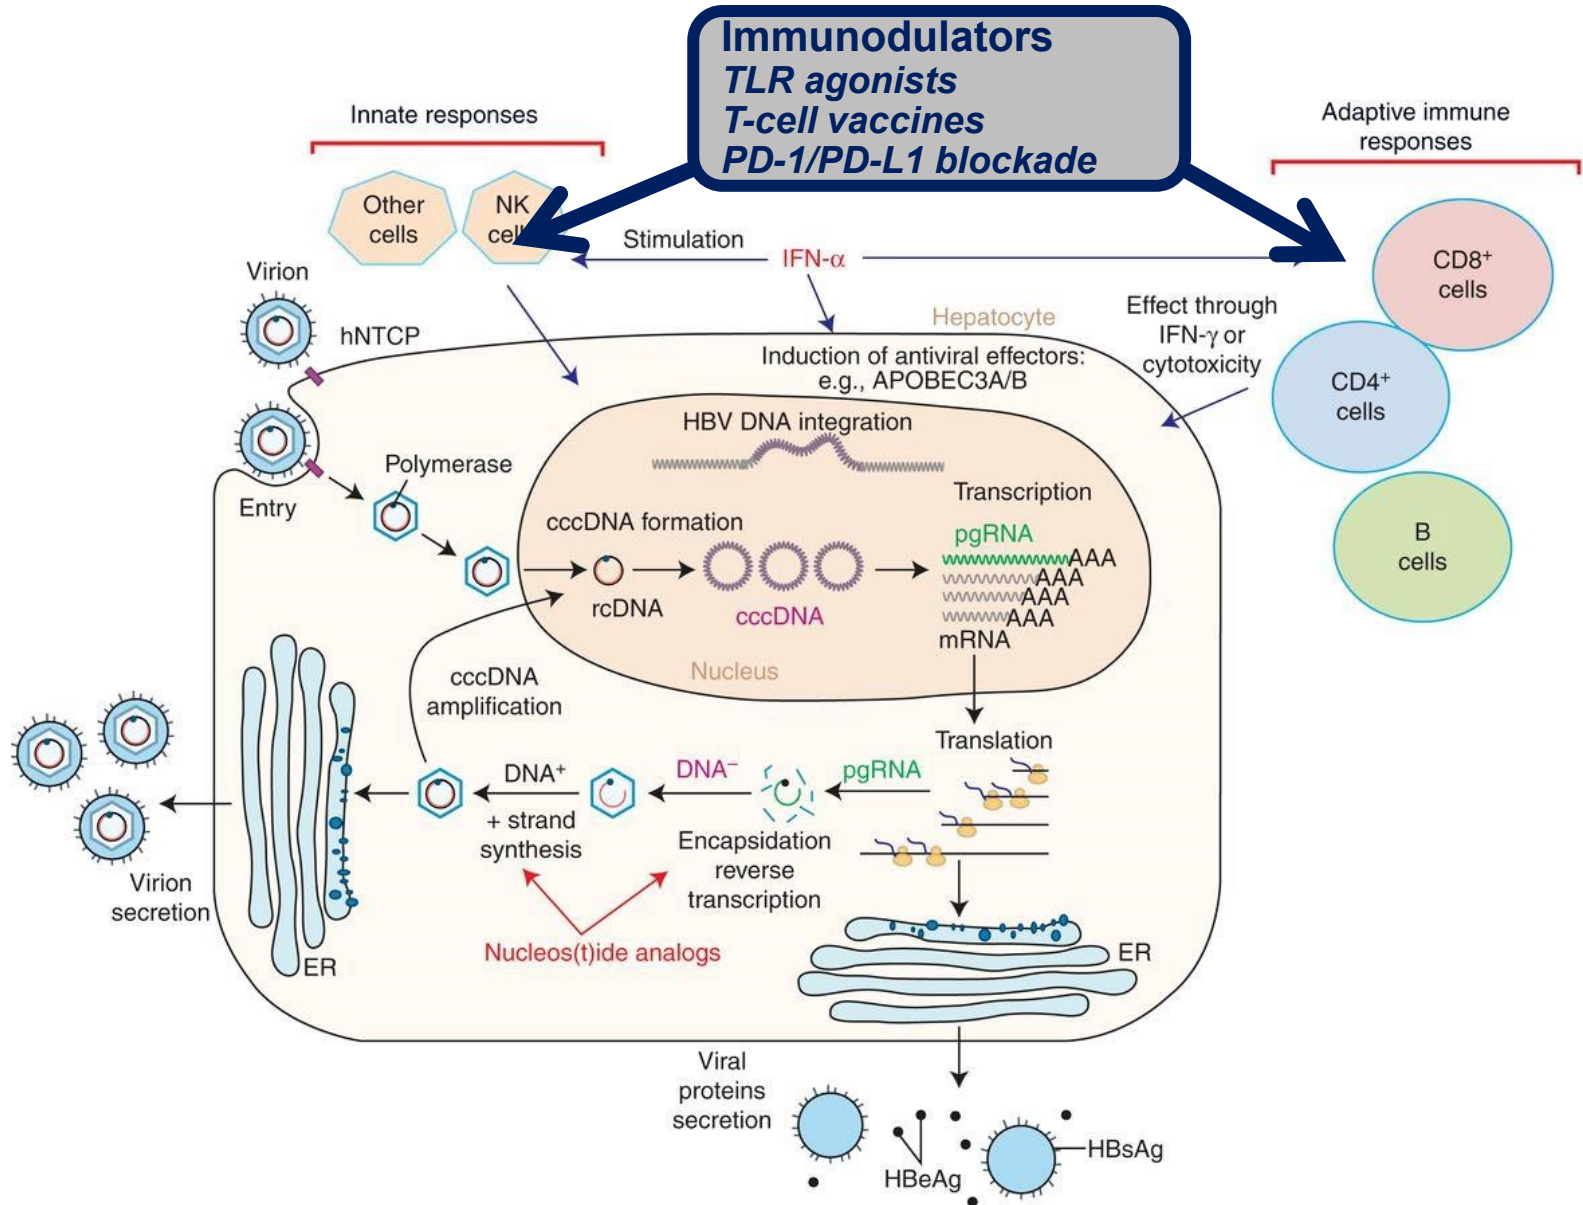 Immunodulators
TLR agonists
T-cell vaccines
PD-1/PD-L1 blockade
Innate responses
Adaptive immune
responses
Other
cells
NK
cell
Stimulation
IFN-α
CD8⁺
cells
Virion
hNTCP
Hepatocyte
Effect through
IFN-γ or
cytotoxicity
Induction of antiviral effectors:
e.g., APOBEC3A/B
CD4⁺
cells
HBV DNA integration
Polymerase
Entry
Transcription
cccDNA formation
pgRNA
AAA
AAA
AAA
AAA
B
cells
rcDNA
cccDNA
mRNA
Nucleus
cccDNA
amplification
Translation
DNA⁺
DNA⁻
pgRNA
+ strand
synthesis
Encapsidation
reverse
transcription
Virion
secretion
Nucleos(t)ide analogs
ER
ER
Viral
proteins
secretion
HBeAg
HBsAg